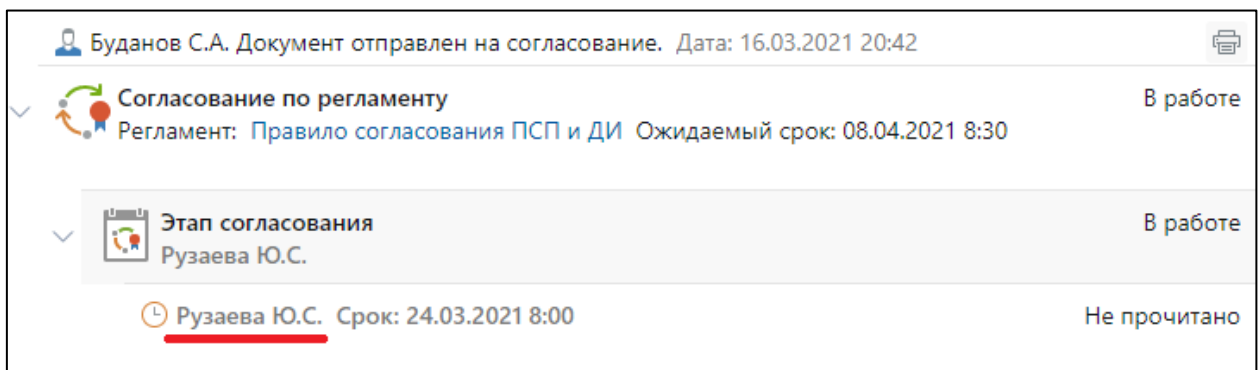 Буданов С.А. Документ отправлен на согласование. Дата: 16.03.2021 20:42
Согласование по регламенту В работе
Регламент: Правило согласования ПСП и ДИ Ожидаемый срок: 08.04.2021 8:30
Этап согласования В работе
Рузаева Ю.С.
Рузаева Ю.С. Срок: 24.03.2021 8:00 Не прочитано